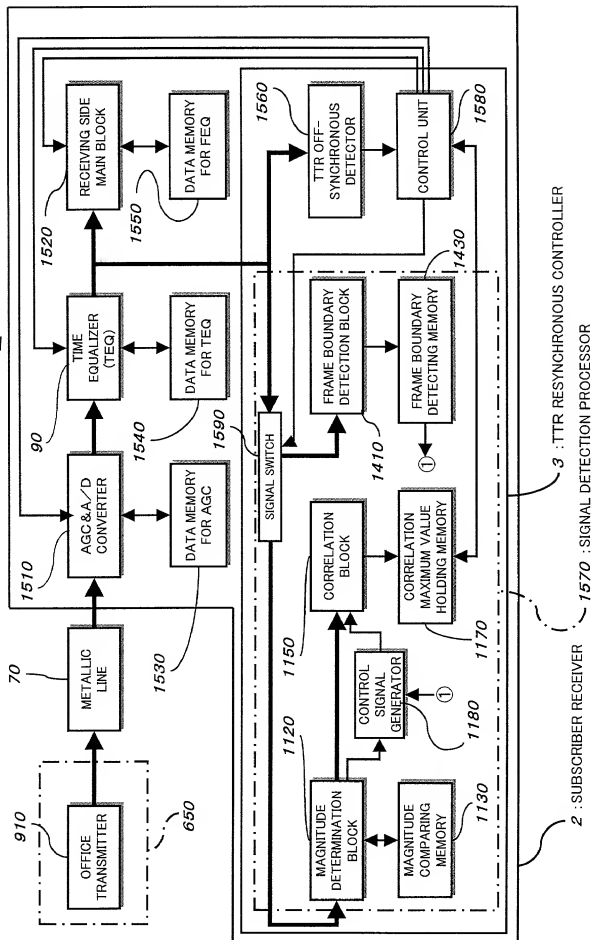 650
910
OFFICE
TRANSMITTER
70
METALLIC
LINE
1510
AGC&A/D
CONVERTER
90
TIME
EQUALIZER
(TEQ)
1520
RECEIVING SIDE
MAIN BLOCK
1530
DATA MEMORY
FOR AGC
1540
DATA MEMORY
FOR TEQ
1550
DATA MEMORY
FOR FEQ
1590
SIGNAL SWITCH
1560
TTR OFF-
SYNCHRONOUS
DETECTOR
1120
MAGNITUDE
DETERMINATION
BLOCK
1150
CORRELATION
BLOCK
1410
FRAME BOUNDARY
DETECTION BLOCK
CONTROL UNIT
1580
CONTROL
SIGNAL
GENERATOR
1180
①
MAGNITUDE
COMPARING
MEMORY
1130
CORRELATION
MAXIMUM VALUE
HOLDING MEMORY
1170
FRAME BOUNDARY
DETECTING MEMORY
1430
①
2 : SUBSCRIBER RECEIVER
1570 : SIGNAL DETECTION PROCESSOR
3 : TTR RESYNCHRONOUS CONTROLLER